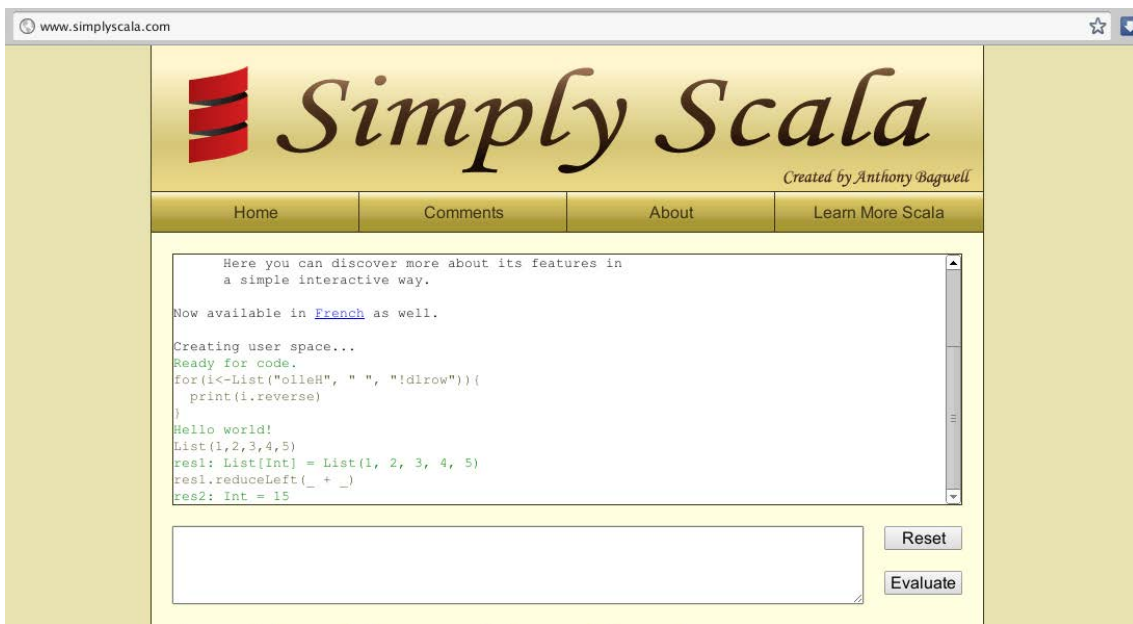 www.simplyscala.com
Simply Scala
Created by Anthony Bagwell
Home Comments About Learn More Scala
Here you can discover more about its features in
a simple interactive way.
Now available in French as well.
Creating user space...
Ready for code.
for(i<-List("olleH", " ", "!dlrow")){
print(i.reverse)
}
Hello world!
List(1,2,3,4,5)
res1: List[Int] = List(1, 2, 3, 4, 5)
res1.reduceLeft(_ + _)
res2: Int = 15
Reset
Evaluate